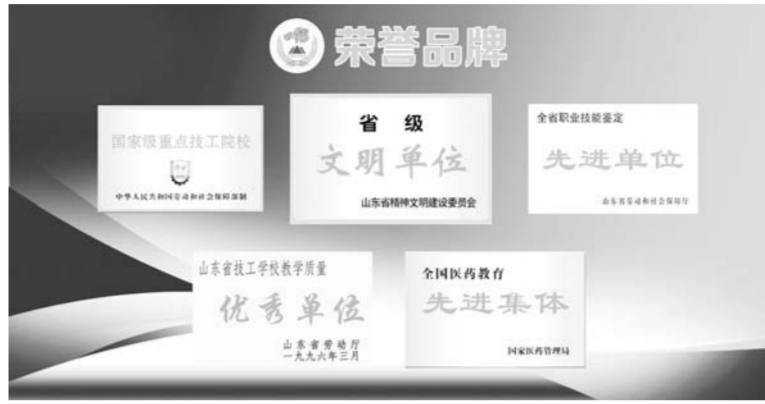 荣誉品牌
国家级重点技工院校
中华人民共和国劳动和社会保障部制
省 级
文明单位
山东省精神文明建设委员会
全省职业技能鉴定
先进单位
山东省劳动和社会保障厅
山东省技工学校教学质量
优秀单位
山东省劳动厅
一九九六年三月
全国医药教育
先进集体
国家医药管理局